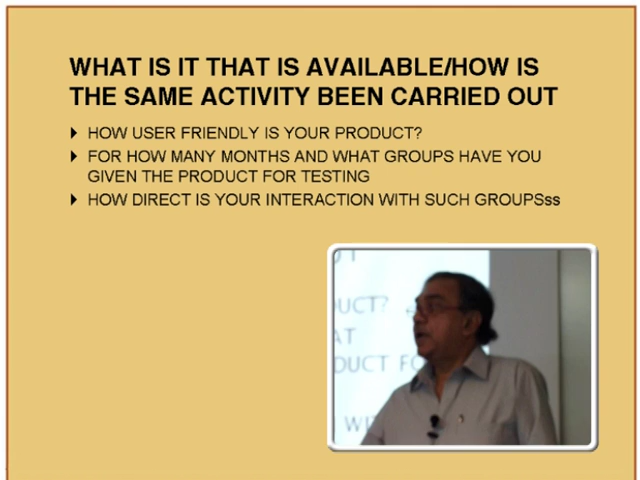 WHAT IS IT THAT IS AVAILABLE/HOW IS
THE SAME ACTIVITY BEEN CARRIED OUT
HOW USER FRIENDLY IS YOUR PRODUCT?
FOR HOW MANY MONTHS AND WHAT GROUPS HAVE YOU
GIVEN THE PRODUCT FOR TESTING
HOW DIRECT IS YOUR INTERACTION WITH SUCH GROUPSss
DUCT FO